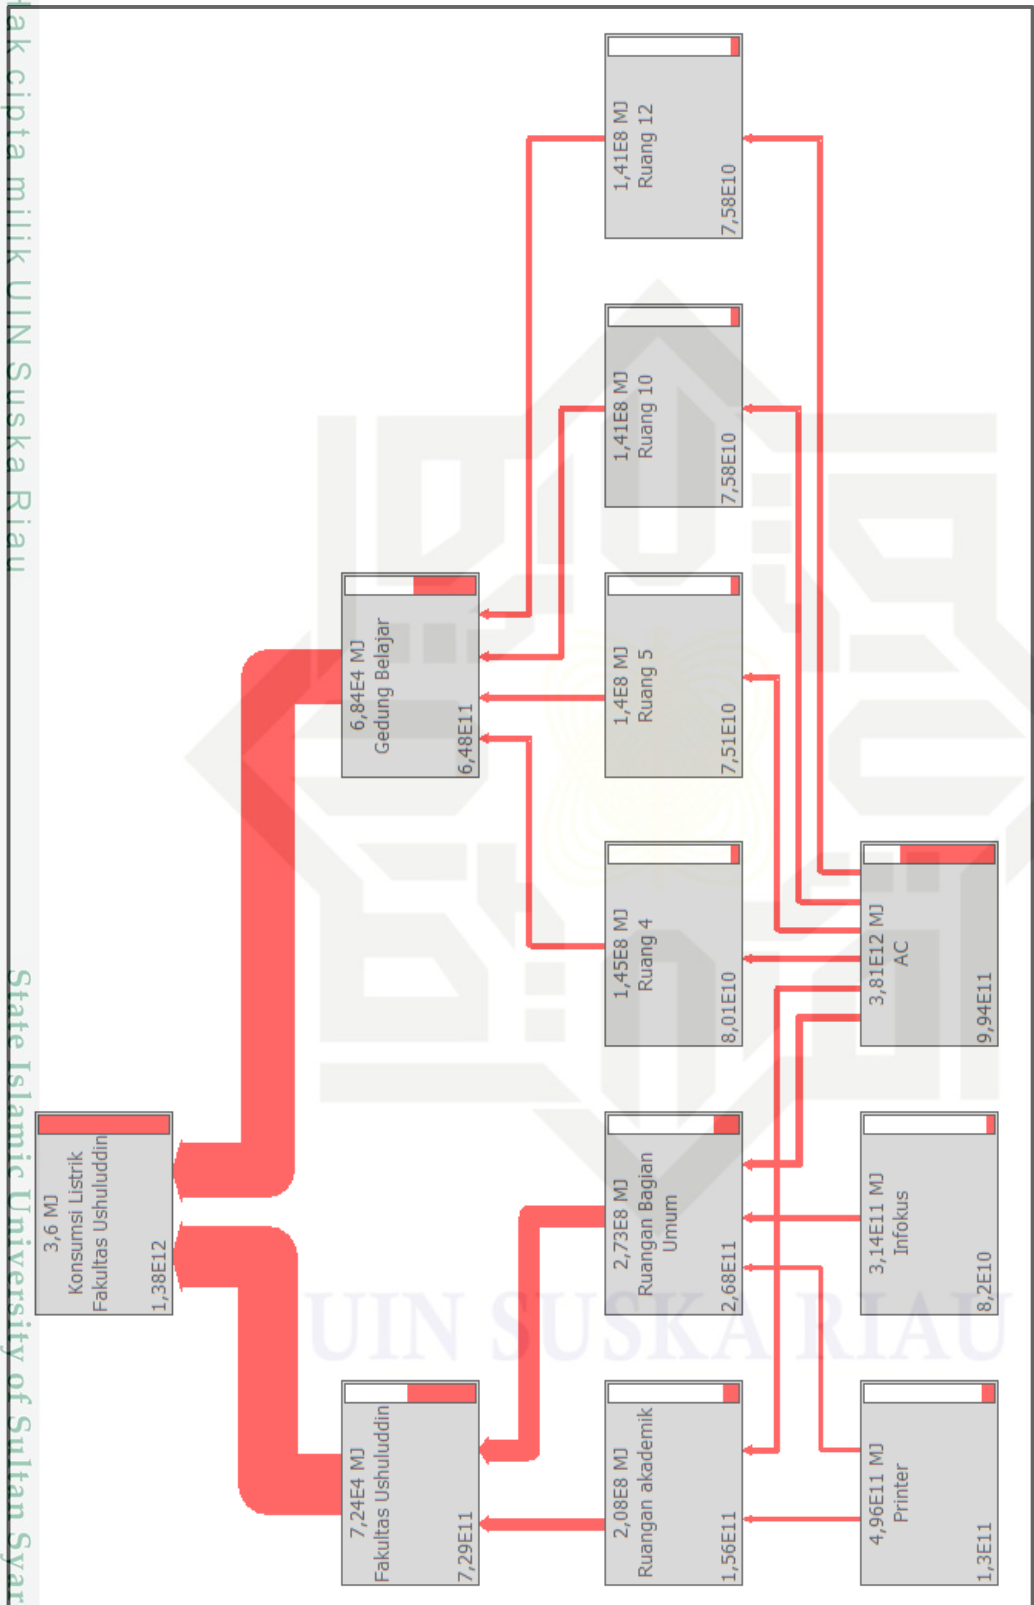 Hak cipta milik UIN Suska Riau
State Islamic University of Sultan Syar
3,6 MJ
Konsumsi Listrik
Fakultas Ushuluddin
1,38E12
7,24E4 MJ
Fakultas Ushuluddin
7,29E11
6,84E4 MJ
Gedung Belajar
6,48E11
2,08E8 MJ
Ruangan akademik
1,56E11
2,73E8 MJ
Ruangan Bagian
Umum
2,68E11
1,45E8 MJ
Ruang 4
8,01E10
1,4E8 MJ
Ruang 5
7,51E10
1,41E8 MJ
Ruang 10
7,58E10
1,41E8 MJ
Ruang 12
7,58E10
4,96E11 MJ
Printer
1,3E11
3,14E11 MJ
Infokus
8,2E10
3,81E12 MJ
AC
9,94E11
UIN SUSKA RIAU